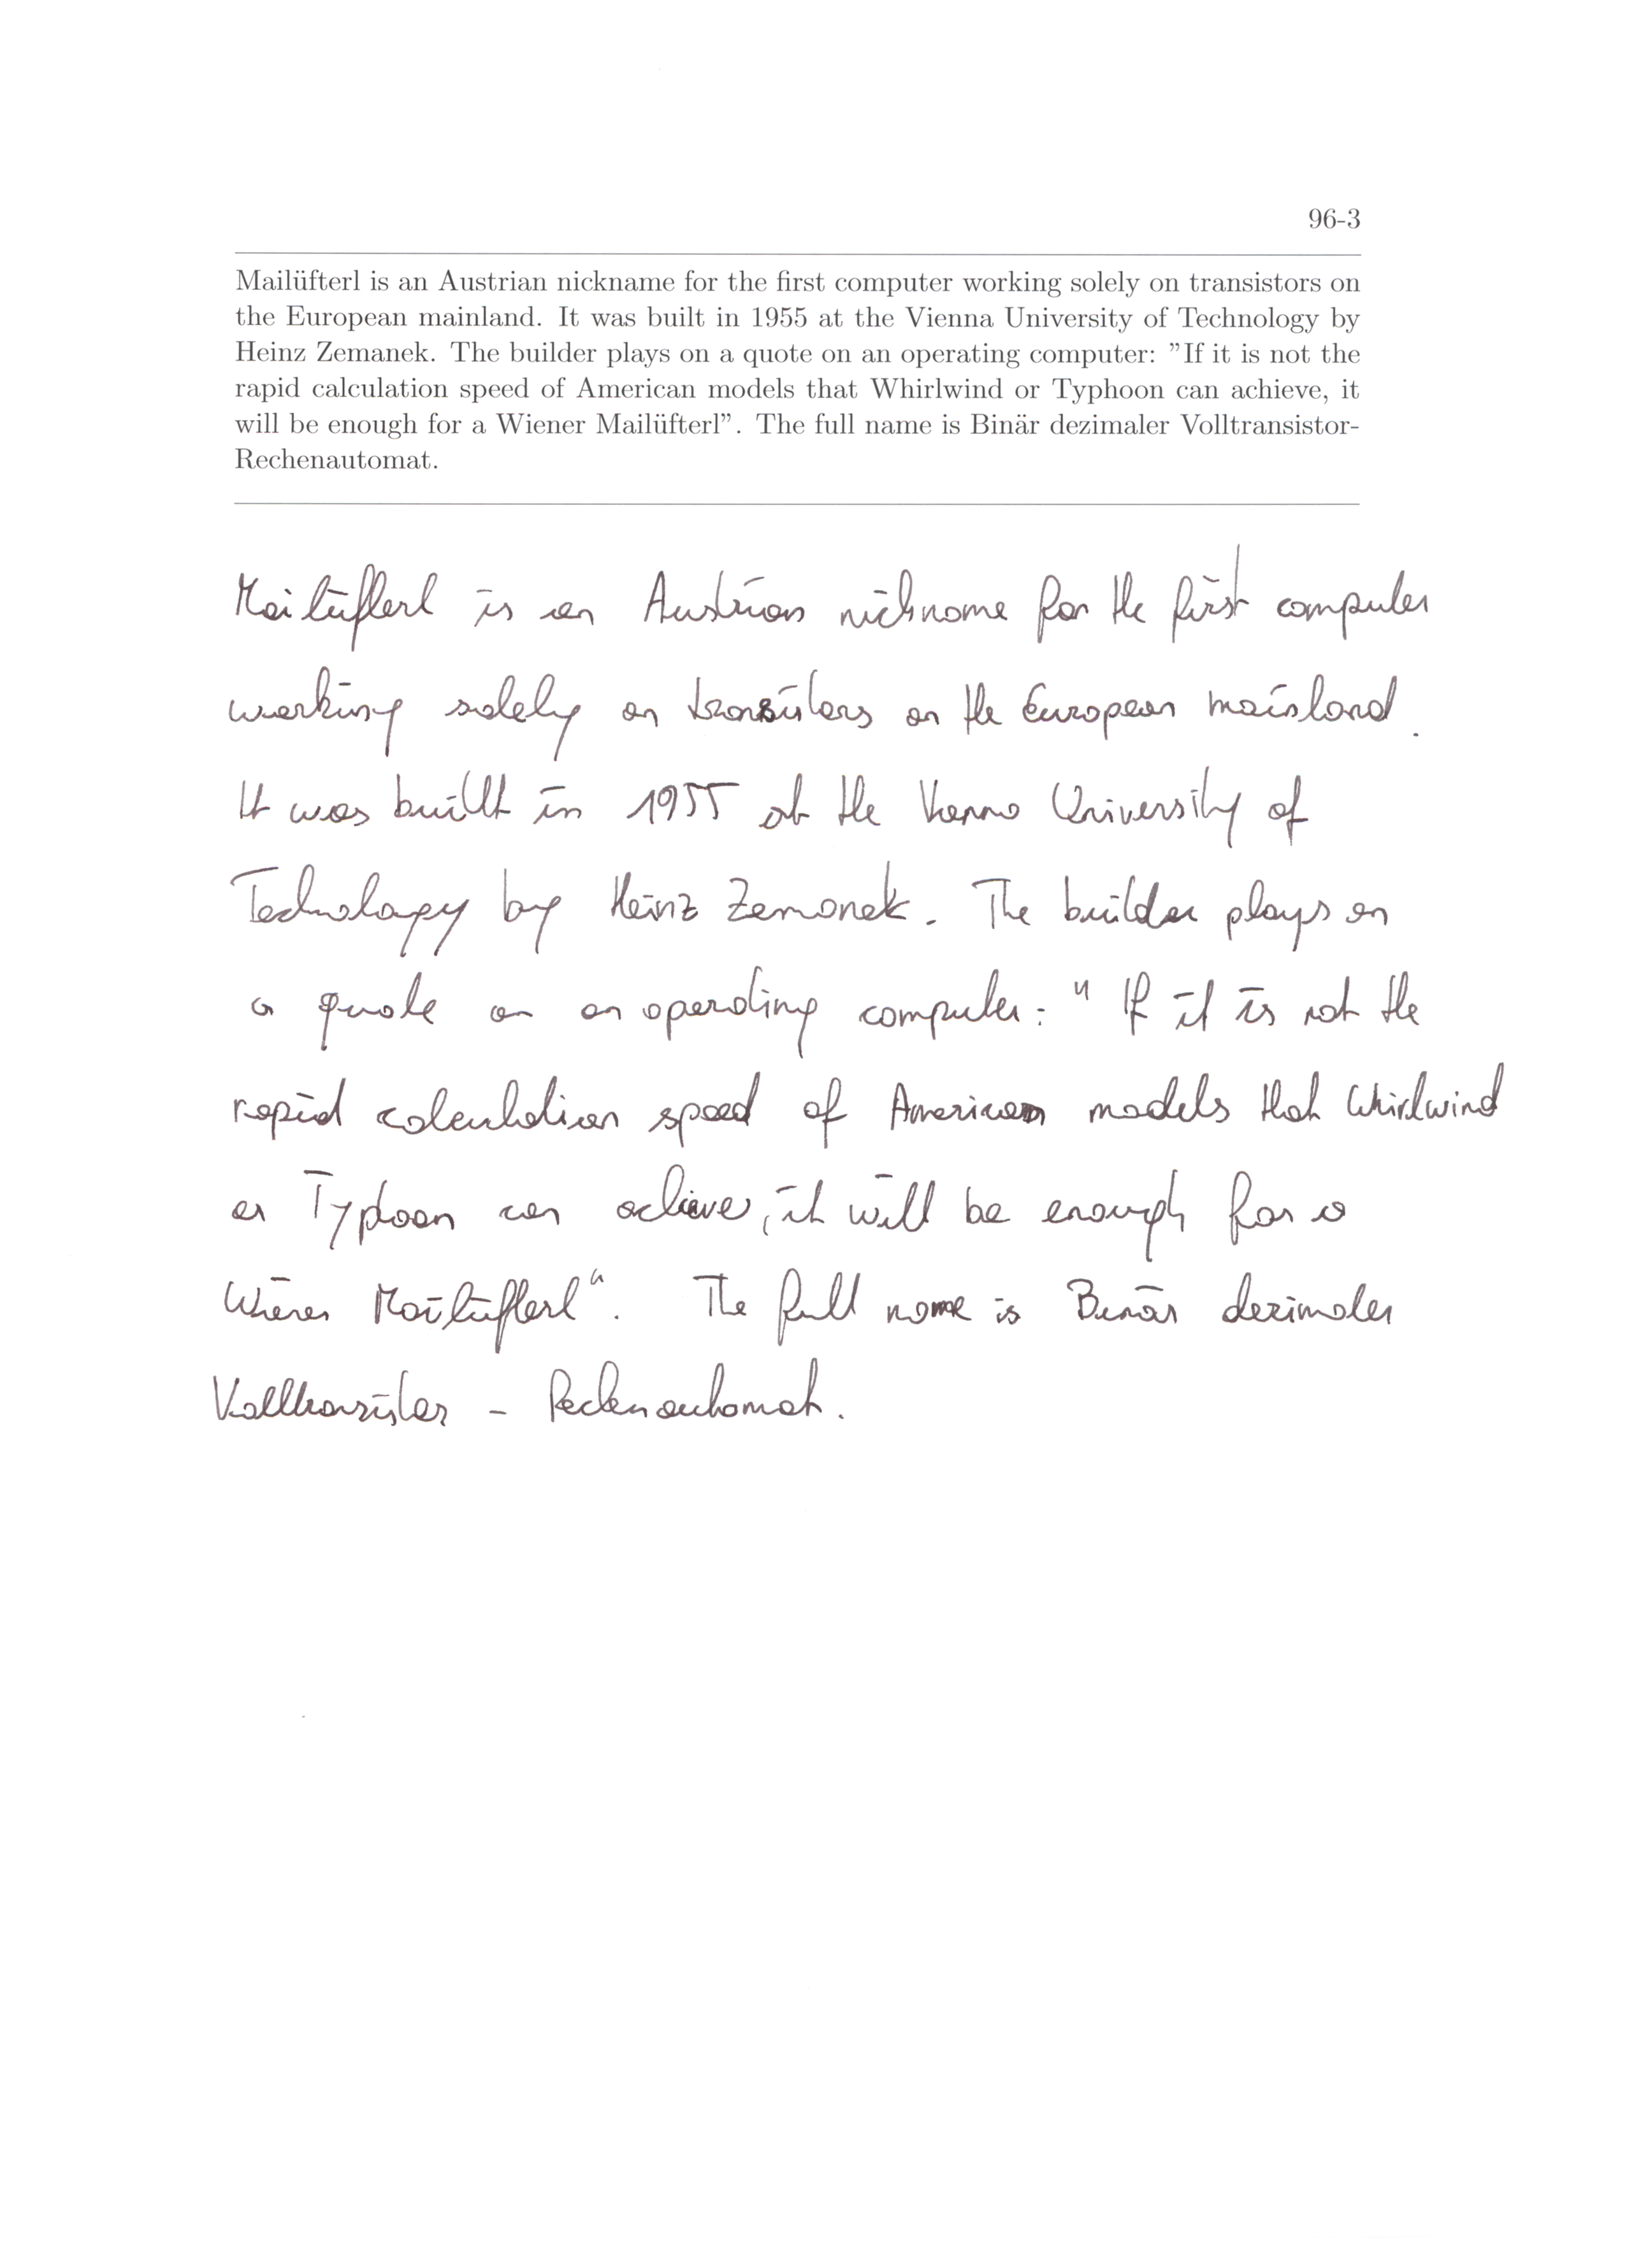 96-3
Mailüfterl is an Austrian nickname for the first computer working solely on transistors on
the European mainland. It was built in 1955 at the Vienna University of Technology by
Heinz Zemanek. The builder plays on a quote on an operating computer: ”If it is not the
rapid calculation speed of American models that Whirlwind or Typhoon can achieve, it
will be enough for a Wiener Mailüfterl”. The full name is Binär dezimaler Volltransistor-
Rechenautomat.
Mailüfterl is an Austrian nickname for the first computer
working solely on transistors on the European mainland.
It was built in 1955 at the Vienna University of
Technology by Heinz Zemanek. The builder plays on
a quote on an operating computer: "If it is not the
rapid calculation speed of American models that Whirlwind
or Typhoon can achieve, it will be enough for a
Wiener Mailüfterl". The full name is Binär dezimaler
Volltransistor - Rechenautomat.